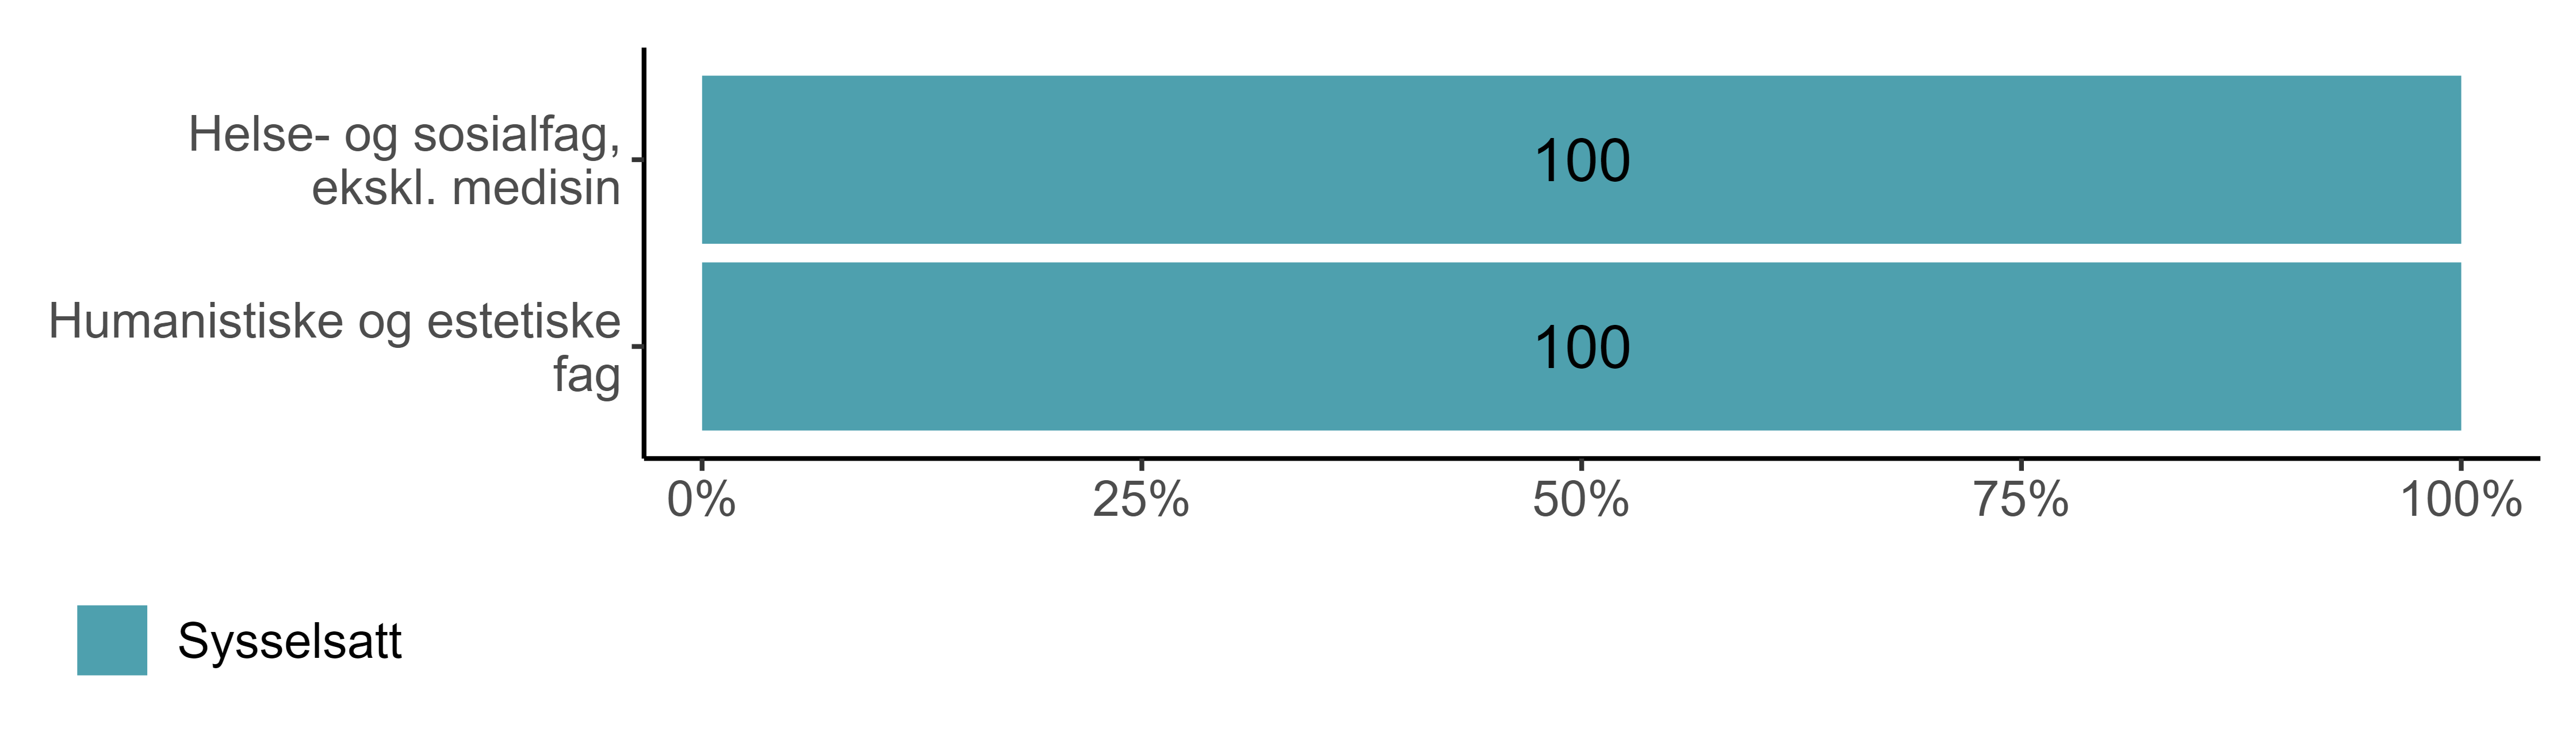 Helse- og sosialfag,
ekskl. medisin
100
Humanistiske og estetiske
fag
100
0% 25% 50% 75% 100%
Sysselsatt